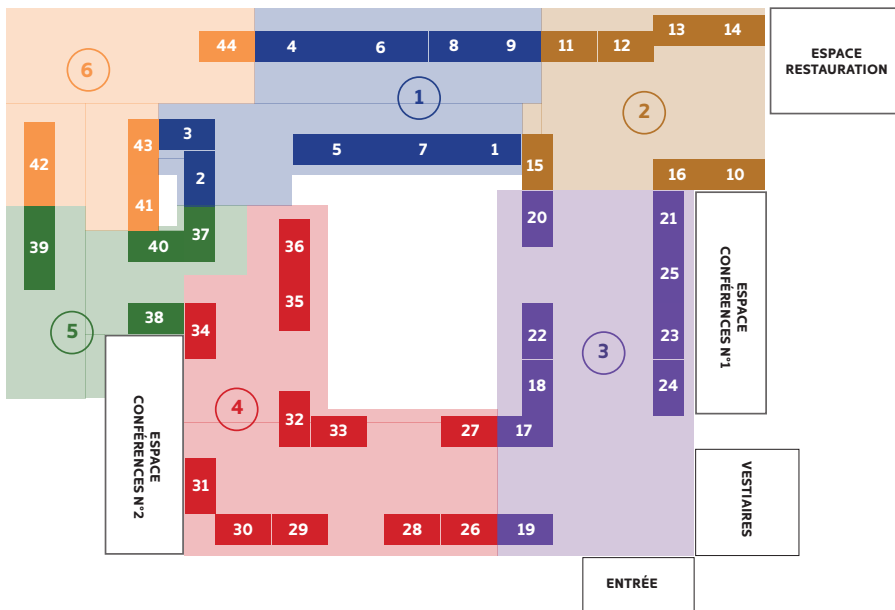 13 14
44 4 6 8 9 11 12
ESPACE
RESTAURATION
6
1
2
3
43
42
5 7 1 15
2
16 10
41
20
21
37
36
39
40
25
ESPACE
CONFÉRENCES N°1
35
38
34
5
22
23
3
18
24
4
32
33
27
17
ESPACE
CONFÉRENCES N°2
31
VESTIAIRES
30 29 28 26 19
ENTRÉE